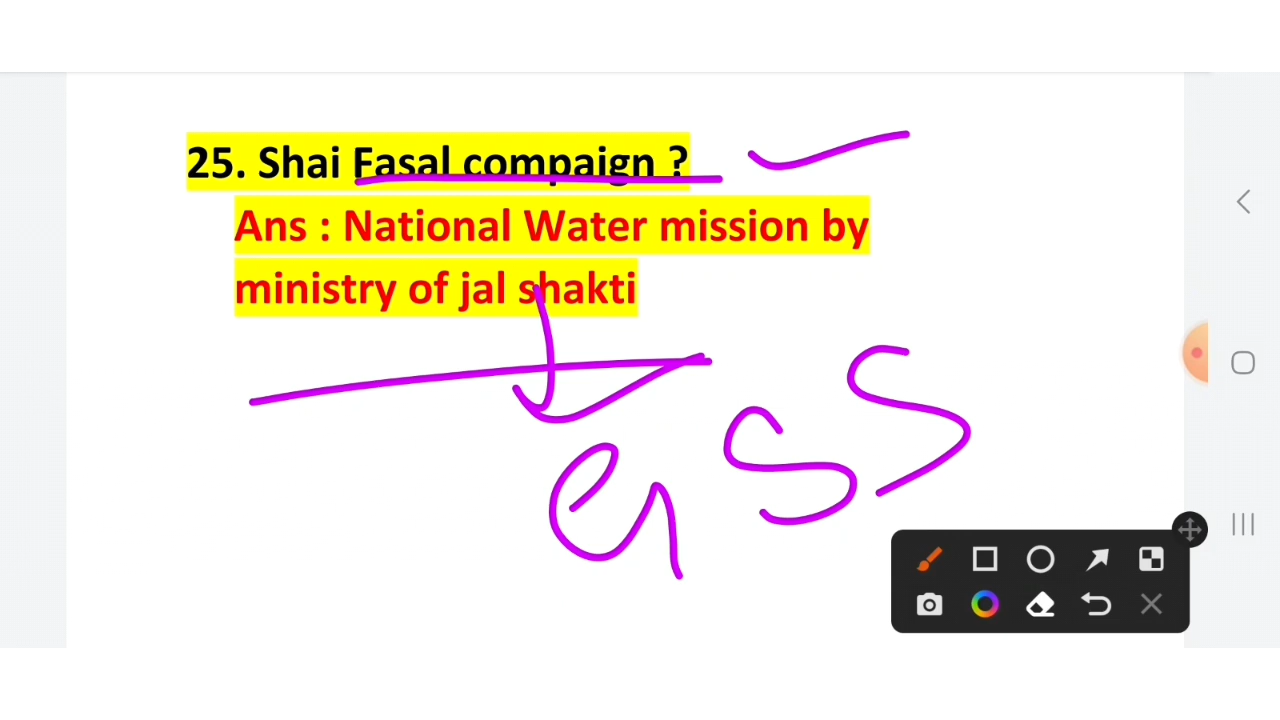 25. Shai Fasal compaign ?
Ans : National Water mission by
ministry of jal shakti